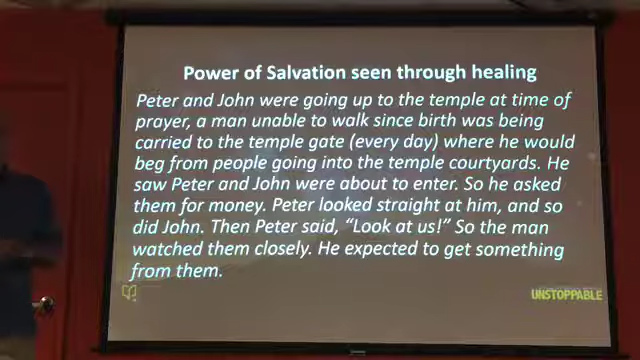 Power of Salvation seen through healing
Peter and John were going up to the temple at time of
prayer, a man unable to walk since birth was being
carried to the temple gate (every day) where he would
beg from people going into the temple courtyards. He
saw Peter and John were about to enter. So he asked
them for money. Peter looked straight at him, and so
did John. Then Peter said, “Look at us!” So the man
watched them closely. He expected to get something
from them.
UNSTOPPABLE